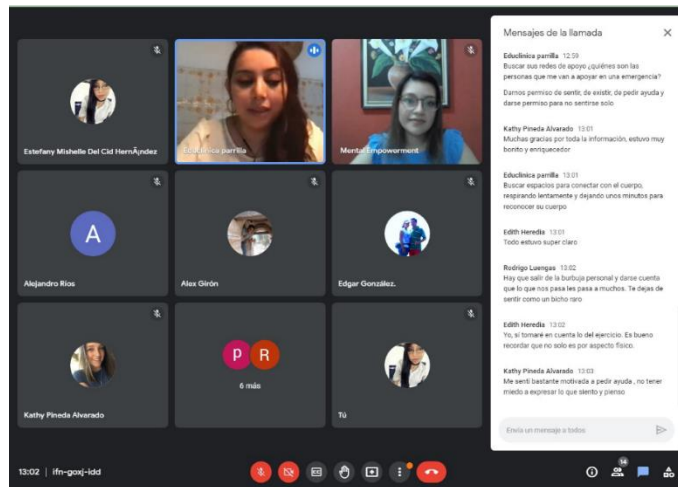 Estefany Mishelle Del Cid HernÃ¡ndez
Educlinica parrilla
Mental Empowerment
A
Alejandro Ríos
Alex Girón
Edgar González.
Kathy Pineda Alvarado
P R
6 más
Tú
13:02 | ifn-goxj-idd
14
Mensajes de la llamada
Educlinica parrilla 12:59
Buscar sus redes de apoyo ¿quiénes son las
personas que me van a apoyar en una emergencia?
Darnos permiso de sentir, de existir, de pedir ayuda y
darse permiso para no sentirse solo
Kathy Pineda Alvarado 13:01
Muchas gracias por toda la información, estuvo muy
bonito y enriquecedor
Educlinica parrilla 13:01
Buscar espacios para conectar con el cuerpo,
respirando lentamente y dejando unos minutos para
reconocer su cuerpo
Edith Heredia 13:01
Todo estuvo super claro
Rodrigo Luengas 13:02
Hay que salir de la burbuja personal y darse cuenta
que lo que nos pasa les pasa a muchos. Te dejas de
sentir como un bicho raro
Edith Heredia 13:02
Yo, si tomaré en cuenta lo del ejercicio. Es bueno
recordar que no solo es por aspecto físico.
Kathy Pineda Alvarado 13:03
Me sentí bastante motivada a pedir ayuda , no tener
miedo a expresar lo que siento y pienso
Envía un mensaje a todos